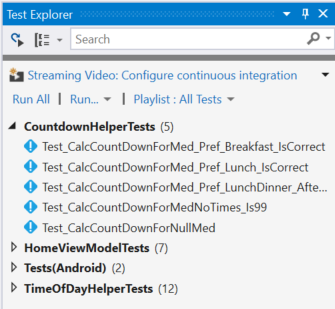 Test Explorer
Search
Streaming Video: Configure continuous integration
Run All | Run... | Playlist : All Tests
CountdownHelperTests (5)
Test_CalcCountDownForMed_Pref_Breakfast_IsCorrect
Test_CalcCountDownForMed_Pref_Lunch_IsCorrect
Test_CalcCountDownForMed_Pref_LunchDinner_Afte...
Test_CalcCountDownForMedNoTimes_Is99
Test_CalcCountDownForNullMed
HomeViewModelTests (7)
Tests(Android) (2)
TimeOfDayHelperTests (12)